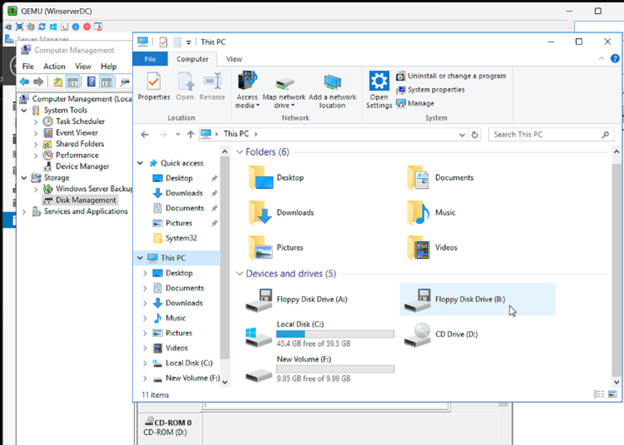 QEMU (WinserverDC)
Server Manager
Computer Management
File Action View Help
Computer Management (Local
System Tools
Task Scheduler
Event Viewer
Shared Folders
Performance
Device Manager
Storage
Windows Server Backup
Disk Management
Services and Applications
This PC
File Computer View
Properties
Open
Rename
Access media
Map network drive
Add a network location
Open Settings
Uninstall or change a program
System properties
Manage
Location
Network
System
This PC
Search This PC
Quick access
Desktop
Downloads
Documents
Pictures
System32
This PC
Desktop
Documents
Downloads
Music
Pictures
Videos
Local Disk (C:)
New Volume (F:)
Folders (6)
Desktop
Documents
Downloads
Music
Pictures
Videos
Devices and drives (5)
Floppy Disk Drive (A:)
Floppy Disk Drive (B:)
Local Disk (C:)
45.4 GB free of 59.5 GB
CD Drive (D:)
New Volume (F:)
9.95 GB free of 9.99 GB
11 items
CD-ROM 0
CD-ROM (D:)